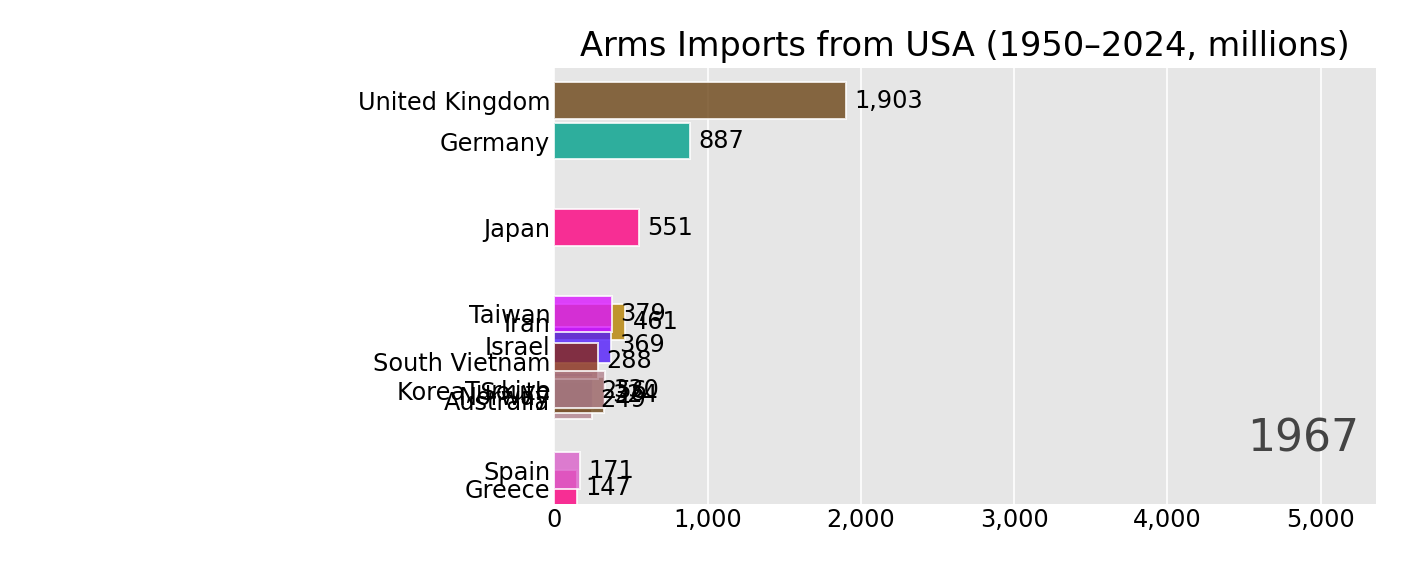 Arms Imports from USA (1950–2024, millions)
United Kingdom 1,903
Germany 887
Japan 551
Taiwan 379
Iran 461
Israel 369
South Vietnam 288
Australia 249
Spain 171
Greece 147
1967
0 1,000 2,000 3,000 4,000 5,000